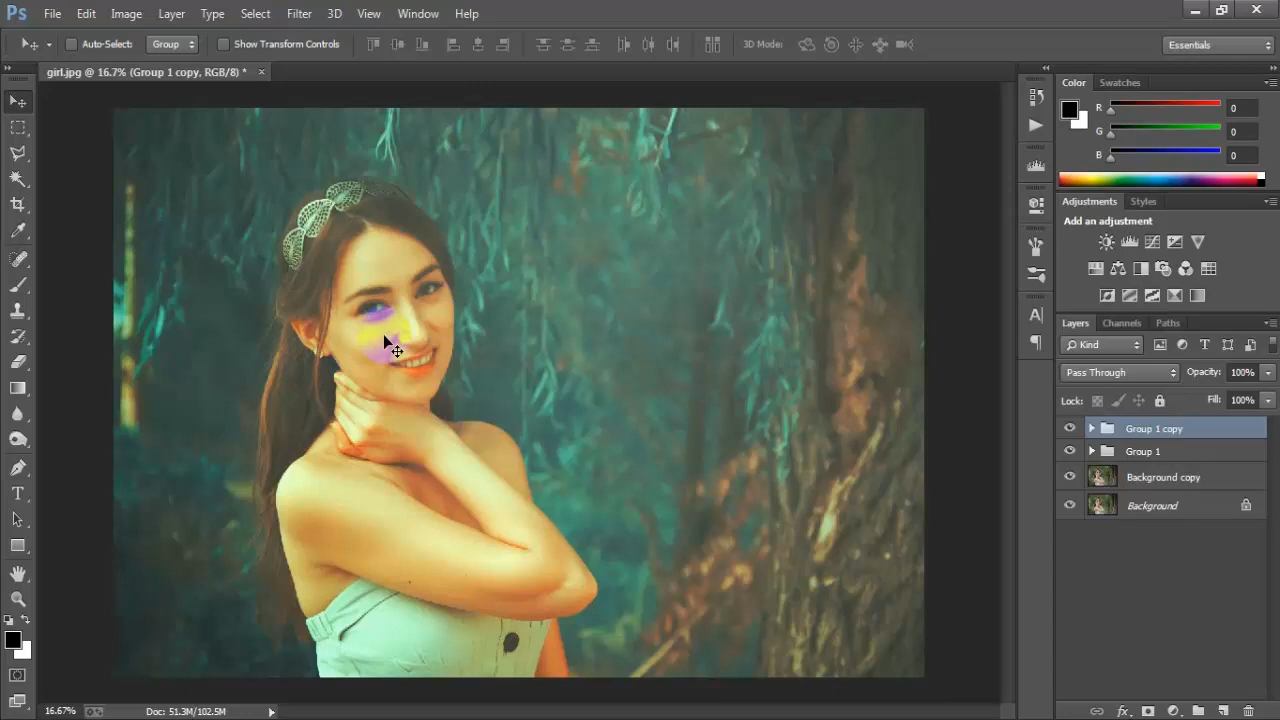 Ps File Edit Image Layer Type Select Filter 3D View Window Help
Auto-Select: Group Show Transform Controls 3D Mode: Essentials
girl.jpg @ 16.7% (Group 1 copy, RGB/8) * ×
Color Swatches
R 0
G 0
B 0
Adjustments Styles
Add an adjustment
Layers Channels Paths
Kind
Pass Through Opacity: 100%
Lock: Fill: 100%
Group 1 copy
Group 1
Background copy
Background
16.67% Doc: 51.3M/102.5M